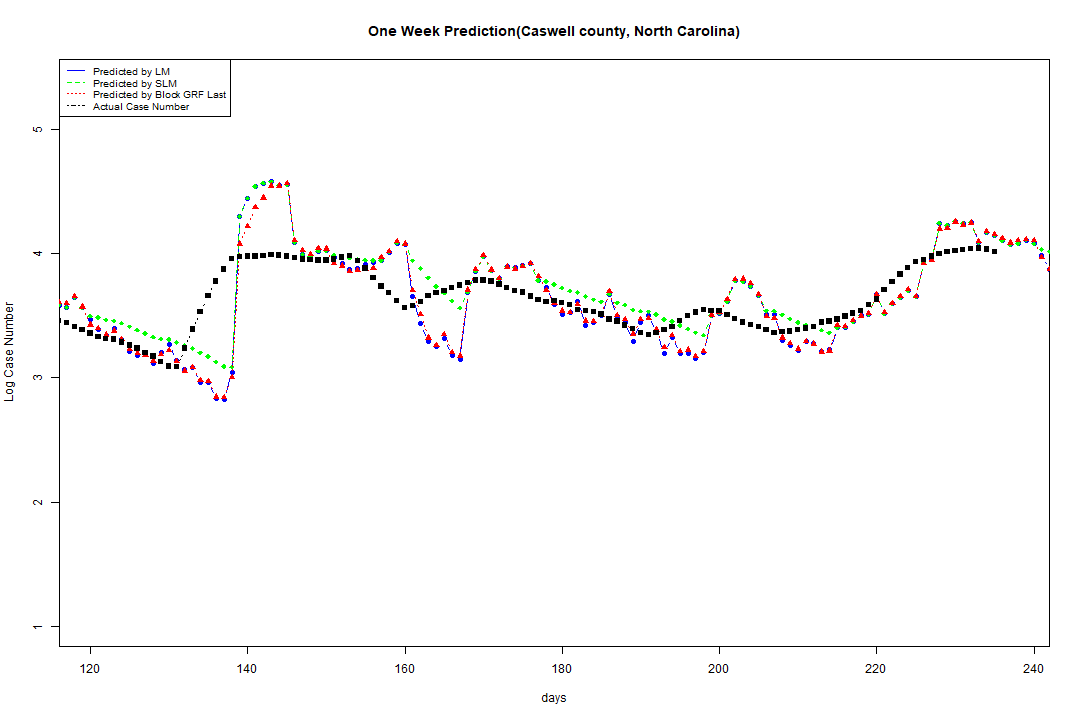 One Week Prediction(Caswell county, North Carolina)
Predicted by LM
Predicted by SLM
Predicted by Block GRF Last
Actual Case Number
Log Case Number
5
4
3
2
1
120 140 160 180 200 220 240
days